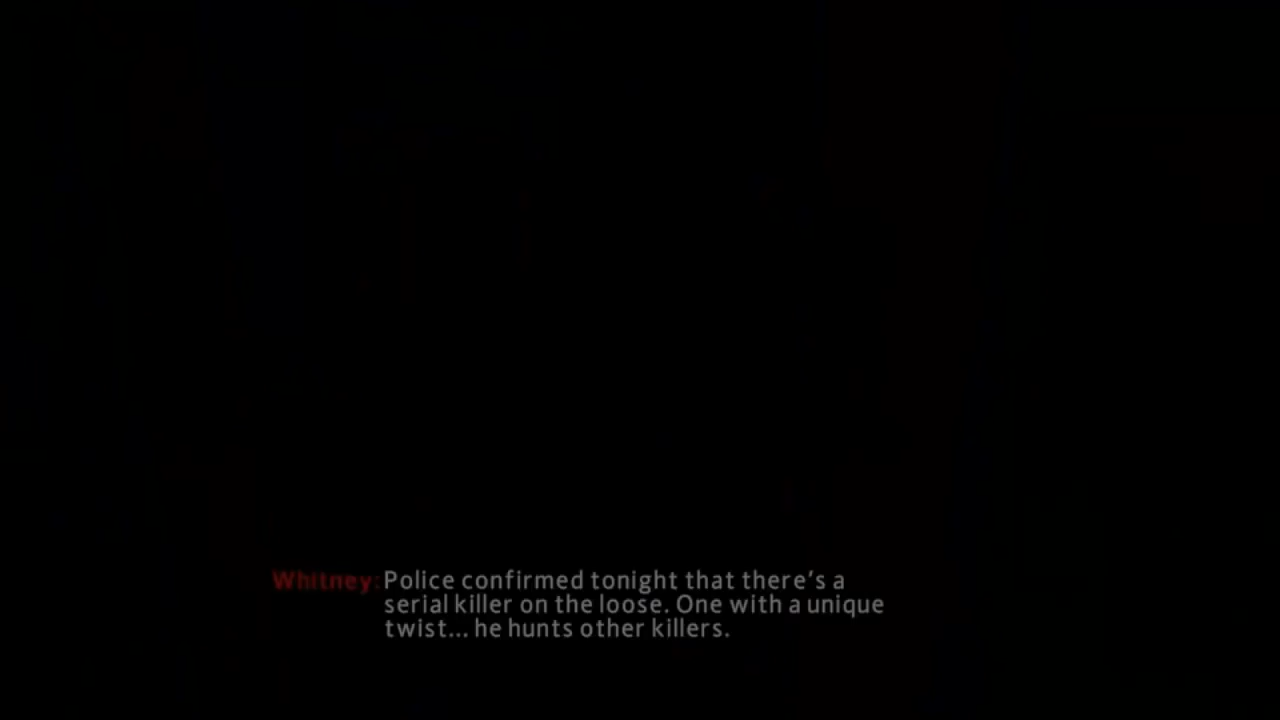 Whitney: Police confirmed tonight that there's a
serial killer on the loose. One with a unique
twist... he hunts other killers.